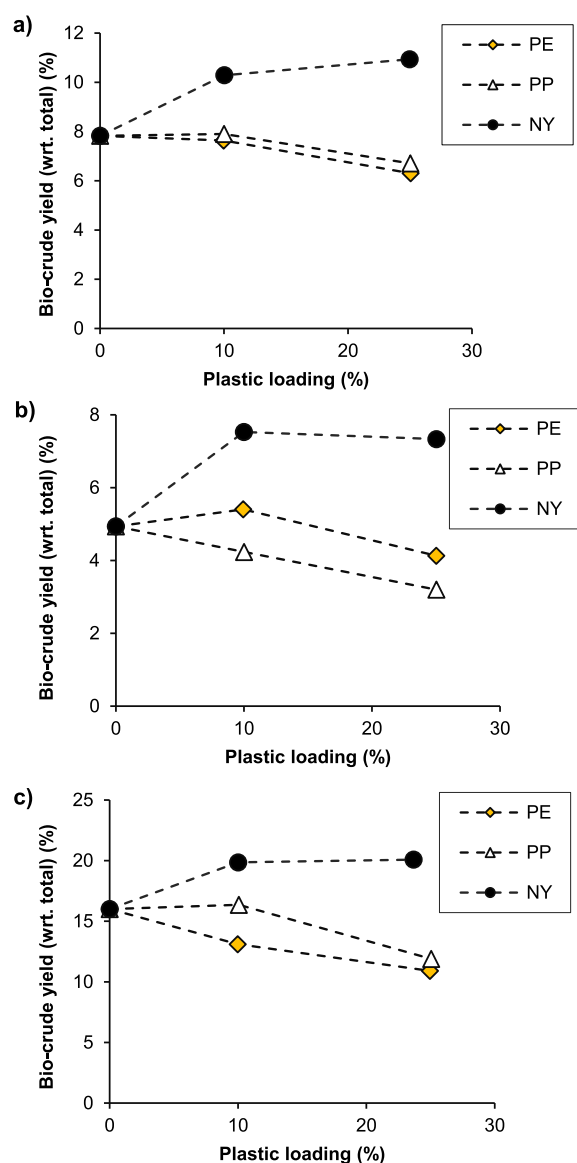 a)
Bio-crude yield (wrt. total) (%)
12
10
8
6
4
2
0
0
10
20
30
Plastic loading (%)
PE
PP
NY
b)
Bio-crude yield (wrt. total) (%)
8
6
4
2
0
0
10
20
30
Plastic loading (%)
PE
PP
NY
c)
Bio-crude yield (wrt. total) (%)
25
20
15
10
5
0
0
10
20
30
Plastic loading (%)
PE
PP
NY